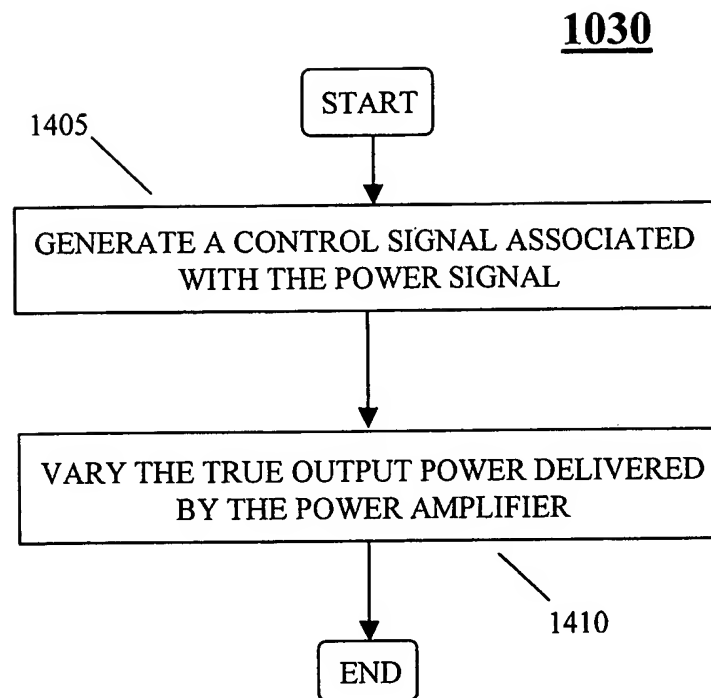 1030
START
1405
GENERATE A CONTROL SIGNAL ASSOCIATED
WITH THE POWER SIGNAL
VARY THE TRUE OUTPUT POWER DELIVERED
BY THE POWER AMPLIFIER
1410
END